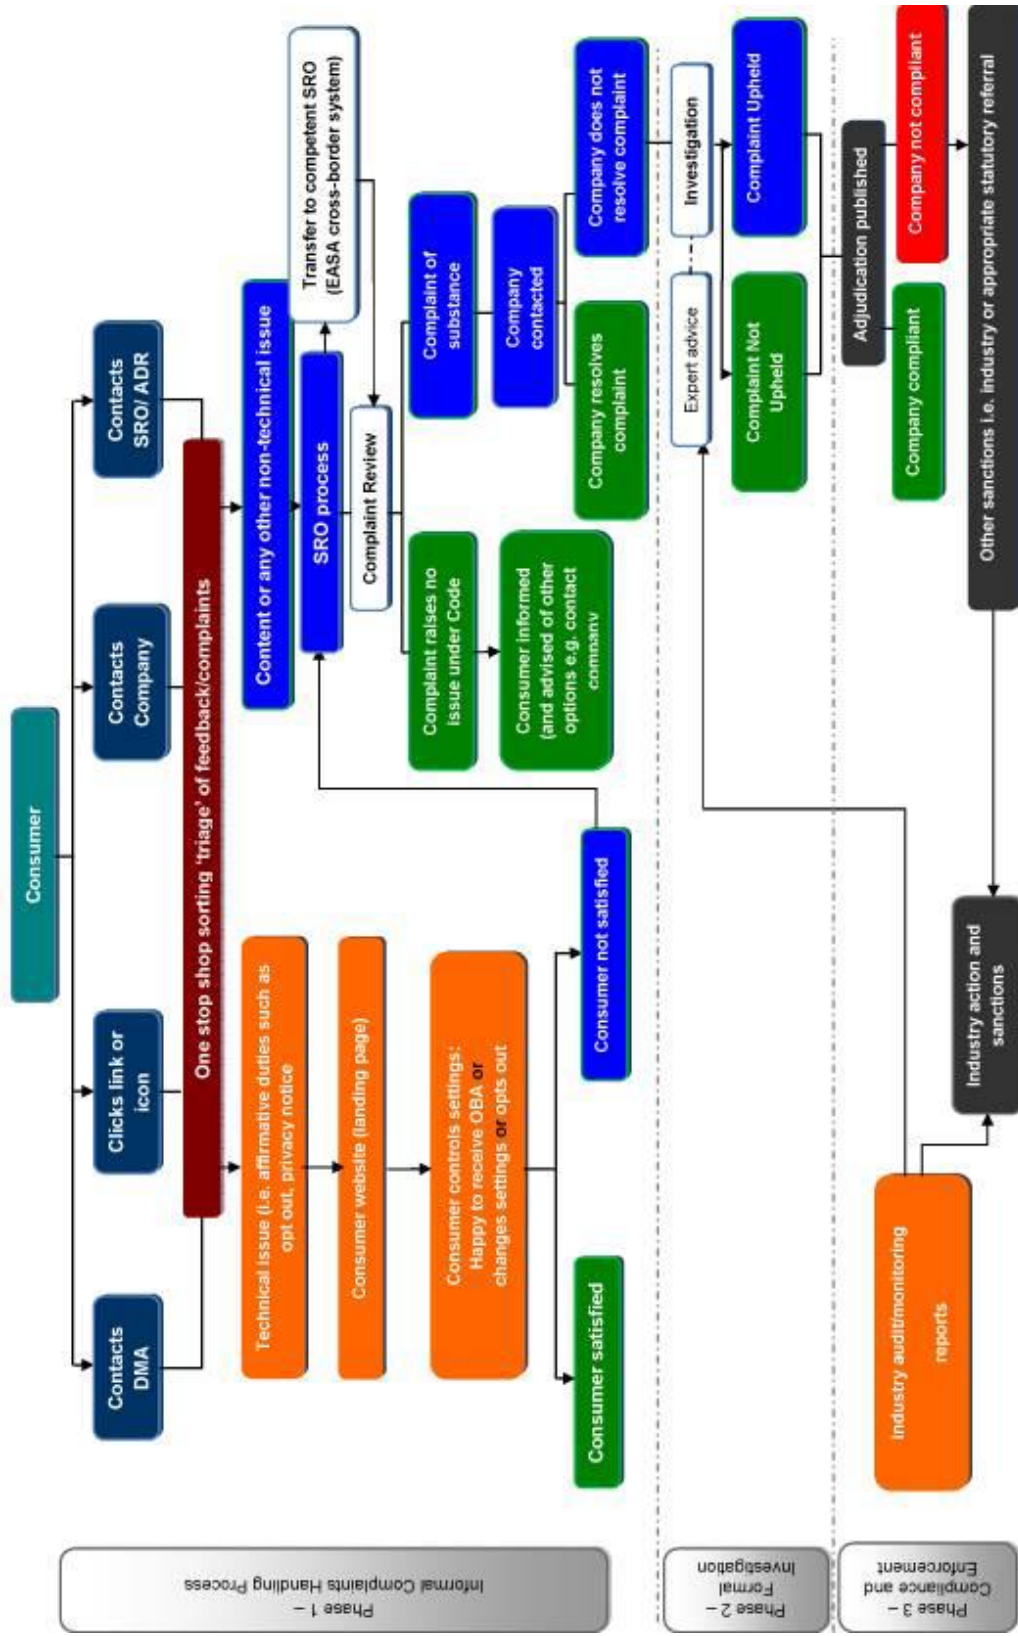 Consumer
Contacts
DMA
Clicks link or
icon
Contacts
Company
Contacts
SRO/ ADR
One stop shop sorting 'triage' of feedback/complaints
Technical issue (i.e. affirmative duties such as
opt out, privacy notice
Content or any other non-technical issue
Consumer website (landing page)
SRO process
Transfer to competent SRO
(EASA cross-border system)
Complaint Review
Consumer controls settings:
Happy to receive OBA or
changes settings or opts out
Complaint raises no
issue under Code
Complaint of
substance
Consumer informed
(and advised of other
options e.g. contact
company
Company
contacted
Consumer satisfied
Consumer not satisfied
Company resolves
complaint
Company does not
resolve complaint
Phase 1 –
Informal Complaints Handling Process
Expert advice
Investigation
Complaint Not
Upheld
Complaint Upheld
Phase 2 –
Formal
Investigation
Adjudication published
industry audit/monitoring
reports
Company compliant
Company not compliant
Industry action and
sanctions
Other sanctions i.e. industry or appropriate statutory referral
Phase 3 –
Compliance and
Enforcement